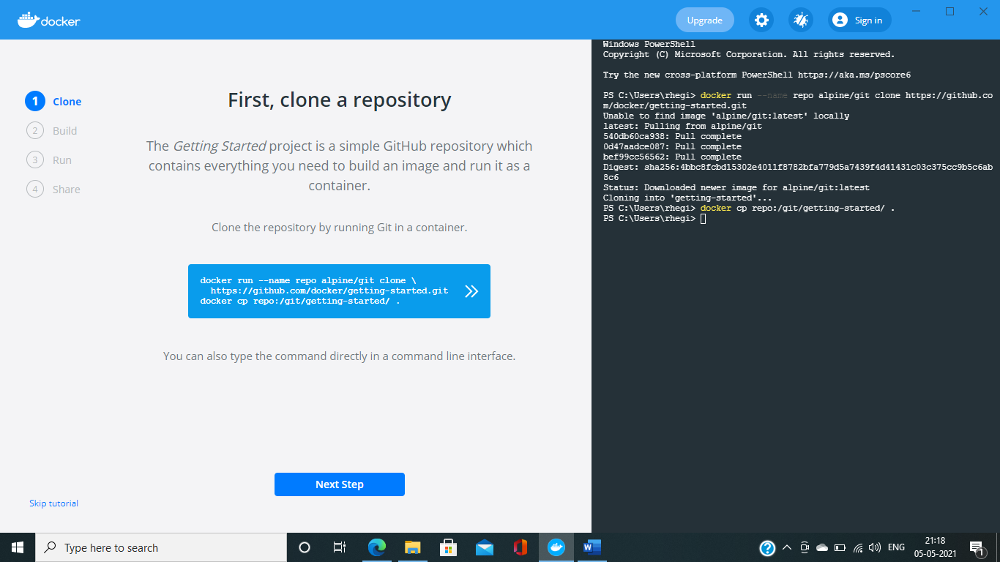 docker
Upgrade
Sign in
1 Clone
2 Build
3 Run
4 Share
First, clone a repository
The Getting Started project is a simple GitHub repository which
contains everything you need to build an image and run it as a
container.
Clone the repository by running Git in a container.
docker run --name repo alpine/git clone \
https://github.com/docker/getting-started.git
docker cp repo:/git/getting-started/ .
You can also type the command directly in a command line interface.
Next Step
Skip tutorial
Windows PowerShell
Copyright (C) Microsoft Corporation. All rights reserved.
Try the new cross-platform PowerShell https://aka.ms/pscore6
PS C:\Users\rhegi> docker run --name repo alpine/git clone https://github.co
m/docker/getting-started.git
Unable to find image 'alpine/git:latest' locally
latest: Pulling from alpine/git
540db60ca938: Pull complete
0d47aadce087: Pull complete
bef99cc56562: Pull complete
Digest: sha256:4bbc8fcbd15302e4011f8782bfa779d5a7439f4d41431c03c375cc9b5c6ab
8c6
Status: Downloaded newer image for alpine/git:latest
Cloning into 'getting-started'...
PS C:\Users\rhegi> docker cp repo:/git/getting-started/ .
PS C:\Users\rhegi>
Type here to search
W
?
ENG
21:18
05-05-2021
1